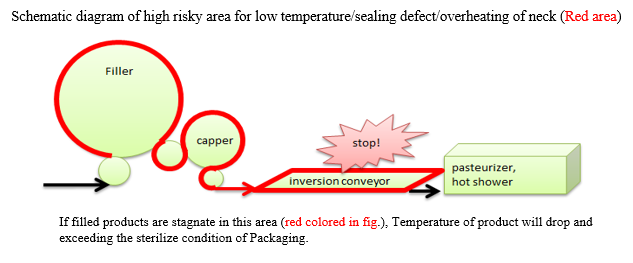 Schematic diagram of high risky area for low temperature/sealing defect/overheating of neck (Red area)
Filler
capper
stop!
inversion conveyor
pasteurizer,
hot shower
If filled products are stagnate in this area (red colored in fig.), Temperature of product will drop and
exceeding the sterilize condition of Packaging.